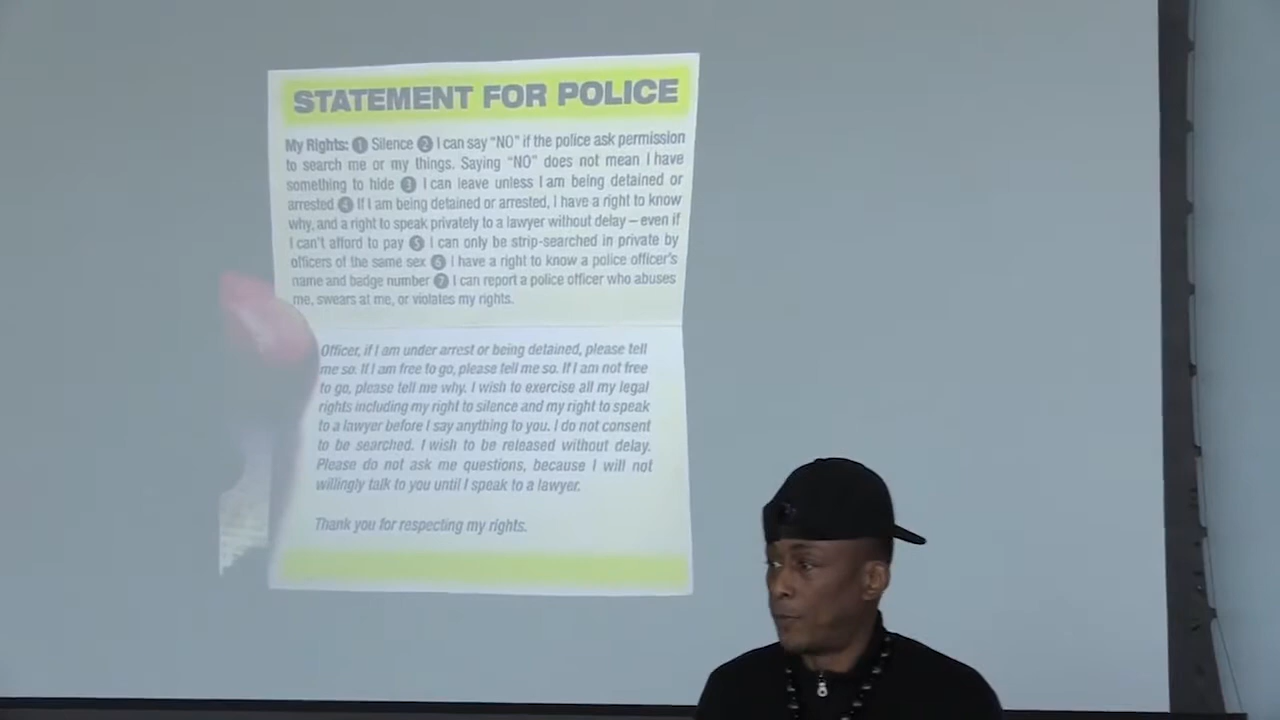 STATEMENT FOR POLICE
My Rights: 1 Silence 2 I can say “NO” if the police ask permission
to search me or my things. Saying “NO” does not mean I have
something to hide 3 I can leave unless I am being detained or
arrested 4 If I am being detained or arrested, I have a right to know
why, and a right to speak privately to a lawyer without delay – even if
I can't afford to pay 5 I can only be strip-searched in private by
officers of the same sex 6 I have a right to know a police officer's
name and badge number 7 I can report a police officer who abuses
me, swears at me, or violates my rights.
Officer, if I am under arrest or being detained, please tell
me so. If I am free to go, please tell me so. If I am not free
to go, please tell me why. I wish to exercise all my legal
rights including my right to silence and my right to speak
to a lawyer before I say anything to you. I do not consent
to be searched. I wish to be released without delay.
Please do not ask me questions, because I will not
willingly talk to you until I speak to a lawyer.
Thank you for respecting my rights.